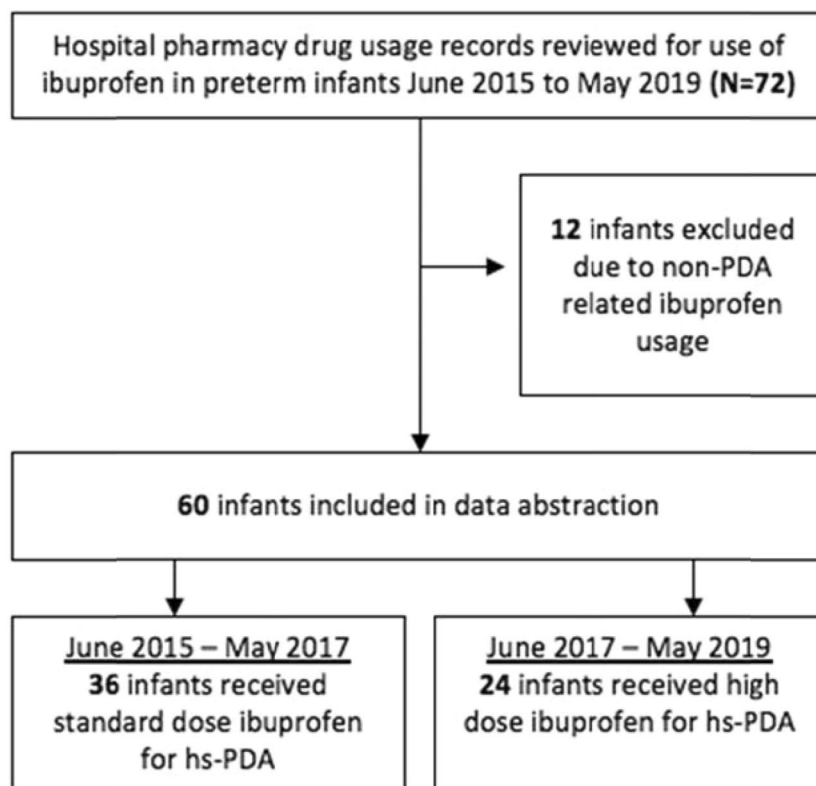 Hospital pharmacy drug usage records reviewed for use of
ibuprofen in preterm infants June 2015 to May 2019 (N=72)
12 infants excluded
due to non-PDA
related ibuprofen
usage
60 infants included in data abstraction
June 2015 – May 2017
36 infants received
standard dose ibuprofen
for hs-PDA
June 2017 – May 2019
24 infants received high
dose ibuprofen for hs-PDA